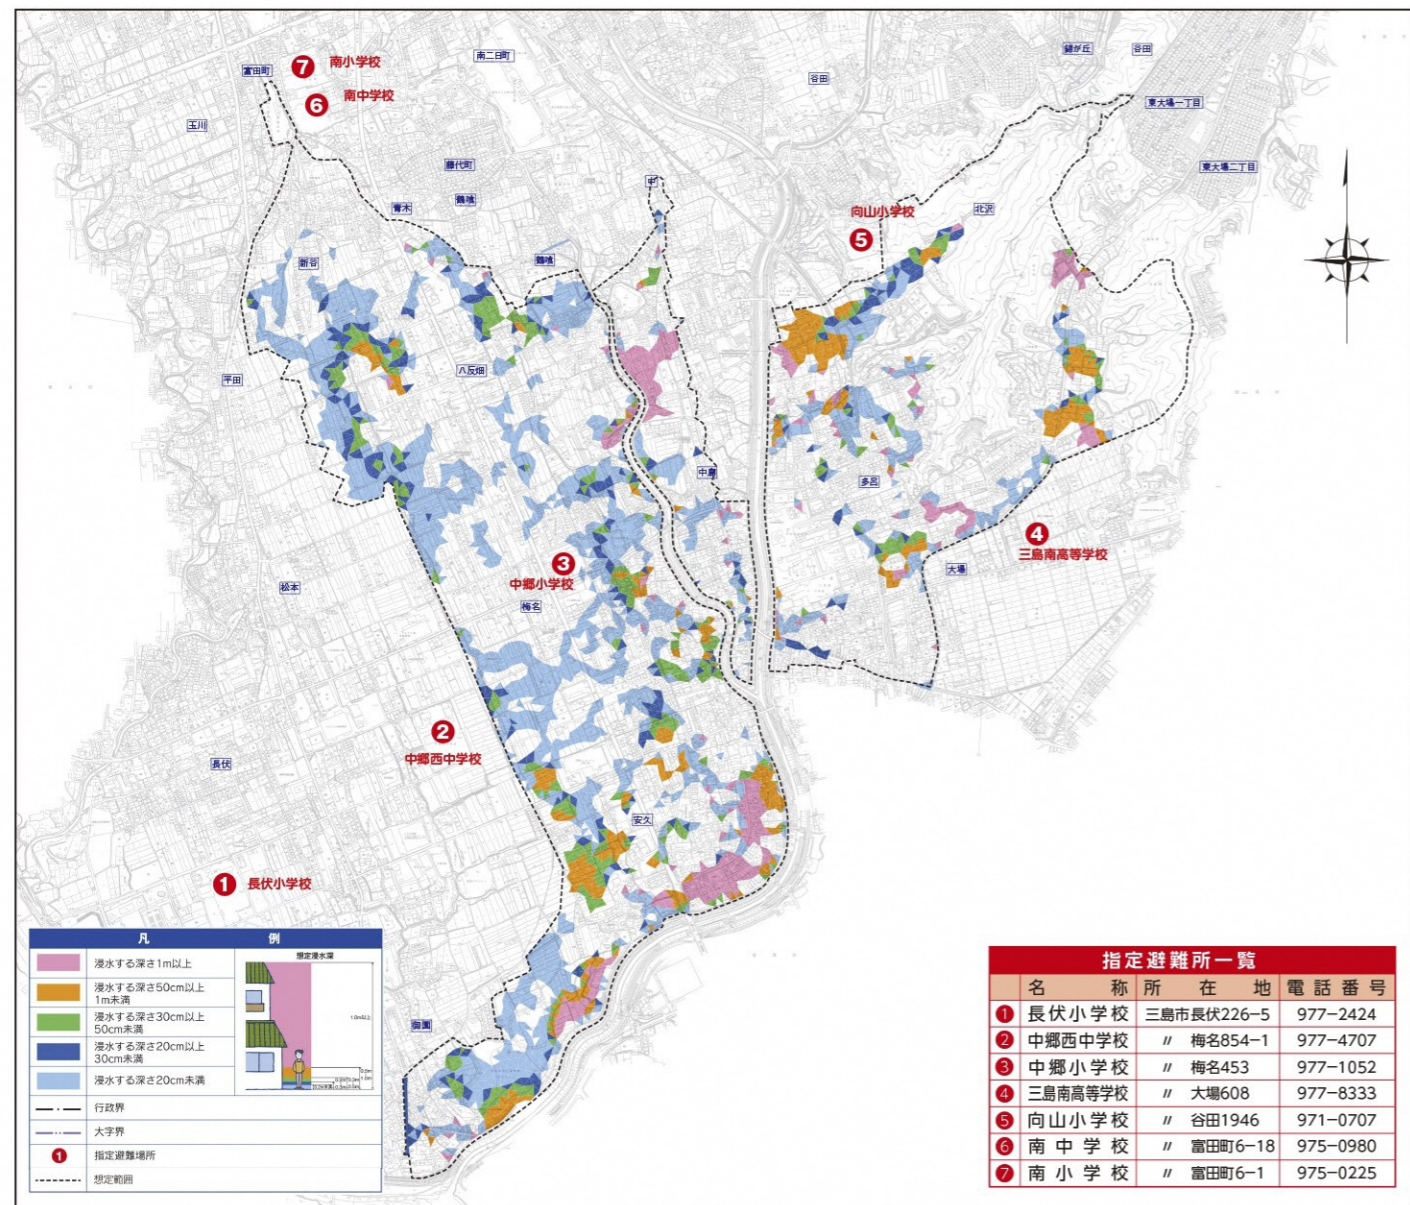 南小学校
南二日町
錦が丘
谷田
富田町
谷田
南中学校
東大場一丁目
玉川
藤代町
東大場二丁目
中
鶴喰
青木
向山小学校
北沢
鶴喰
新谷
八反畑
平田
中島
多呂
三島南高等学校
大場
中郷小学校
松本
梅名
中郷西中学校
長伏
安久
長伏小学校
御園
凡 例
浸水する深さ1m以上
浸水する深さ50cm以上
1m未満
浸水する深さ30cm以上
50cm未満
浸水する深さ20cm以上
30cm未満
浸水する深さ20cm未満
想定浸水深
1.0m以上
行政界
大字界
指定避難場所
想定範囲
指定避難所一覧
名称 所在地 電話番号
1 長伏小学校 三島市長伏226−5 977−2424
2 中郷西中学校 〃 梅名854−1 977−4707
3 中郷小学校 〃 梅名453 977−1052
4 三島南高等学校 〃 大場608 977−8333
5 向山小学校 〃 谷田1946 971−0707
6 南中学校 〃 富田町6−18 975−0980
7 南小学校 〃 富田町6−1 975−0225